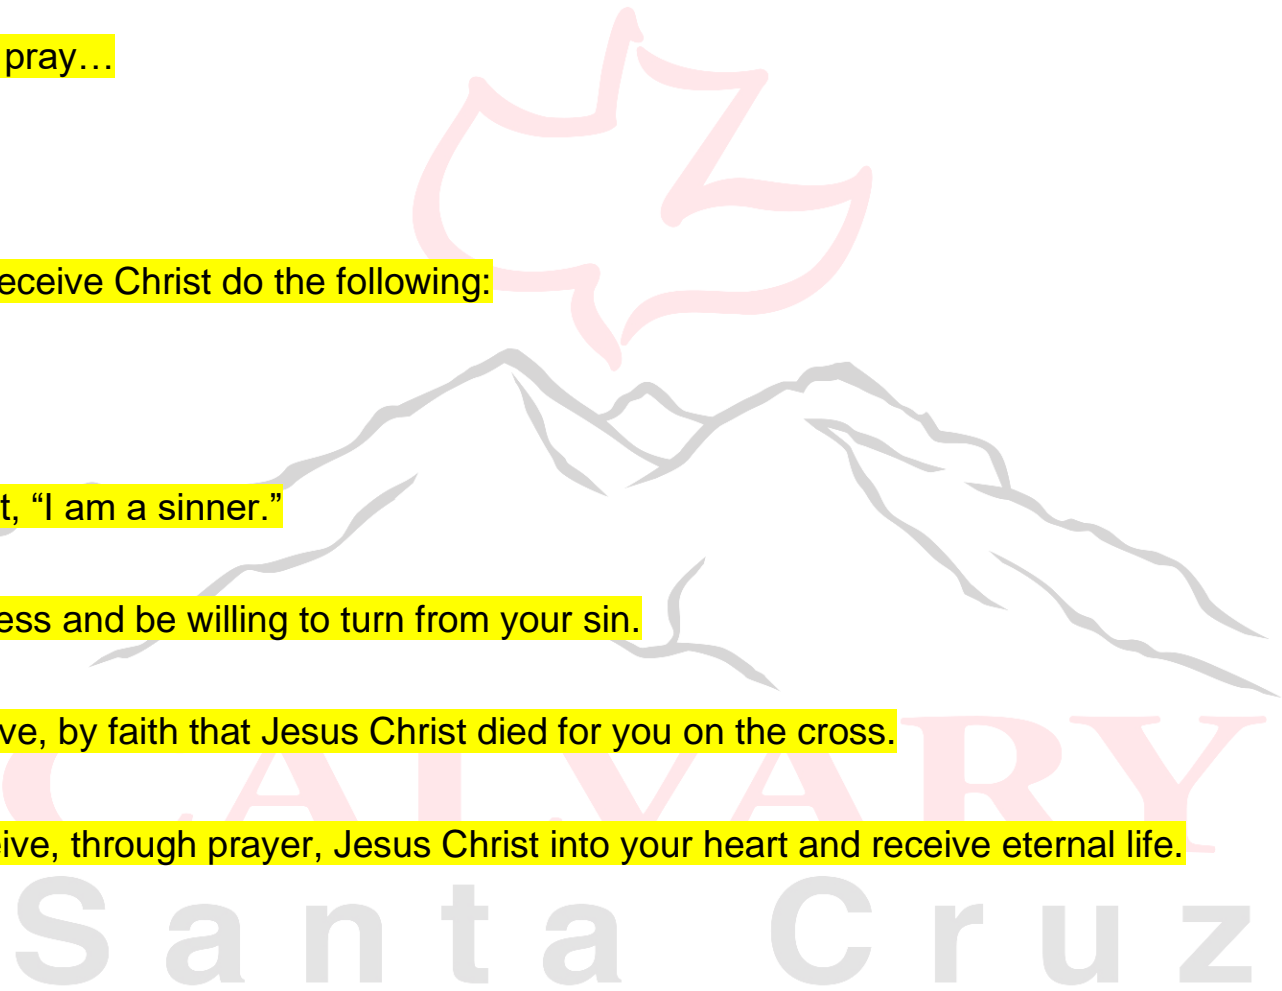 pray…
eceive Christ do the following:
t, “I am a sinner.”
ess and be willing to turn from your sin.
ve, by faith that Jesus Christ died for you on the cross.
CALVARY
eive, through prayer, Jesus Christ into your heart and receive eternal life.
Santa Cruz